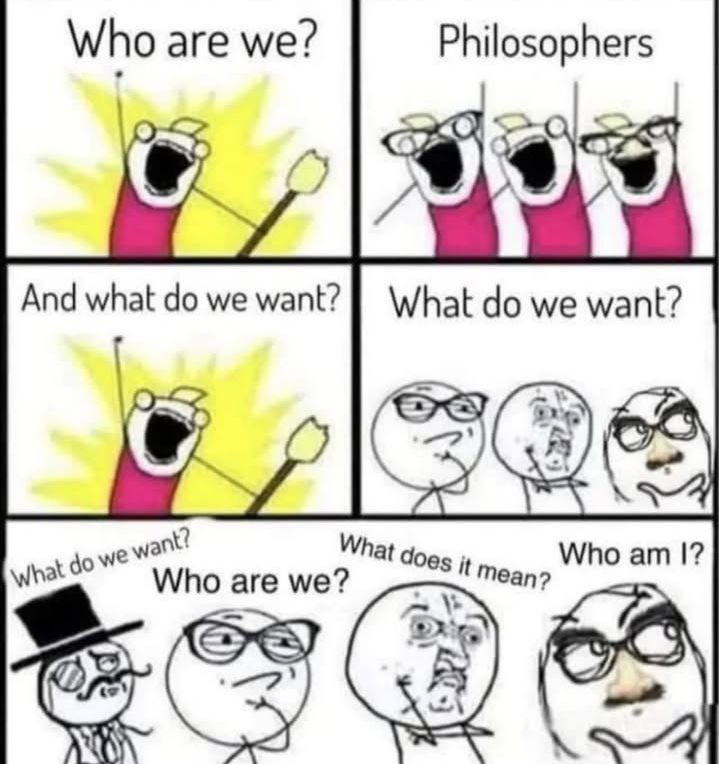 Who are we?
Philosophers
And what do we want?
What do we want?
What do we want?
Who are we?
What does it mean?
Who am I?